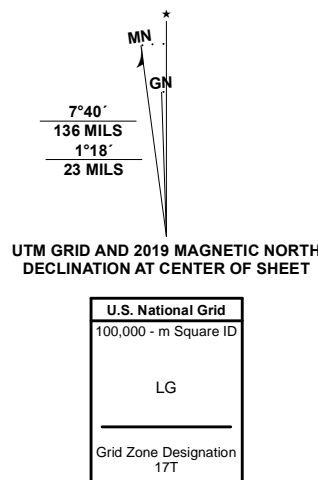 ★
MN
GN
7°40´
136 MILS
1°18´
23 MILS
UTM GRID AND 2019 MAGNETIC NORTH
DECLINATION AT CENTER OF SHEET
U.S. National Grid
100,000 - m Square ID
LG
Grid Zone Designation
17T